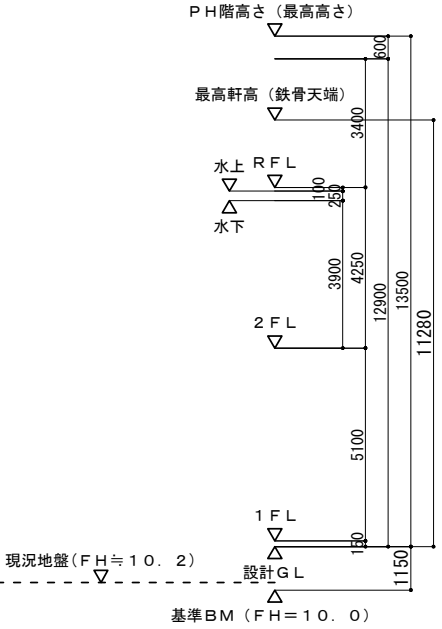 PH階高さ（最高高さ）
600
最高軒高（鉄骨天端）
3400
水上 RFL
100
250
水下
3900
4250
12900
13500
11280
2FL
5100
1FL
150
現況地盤(FH≒10．2)
設計GL
1150
基準BM（FH＝10．0）